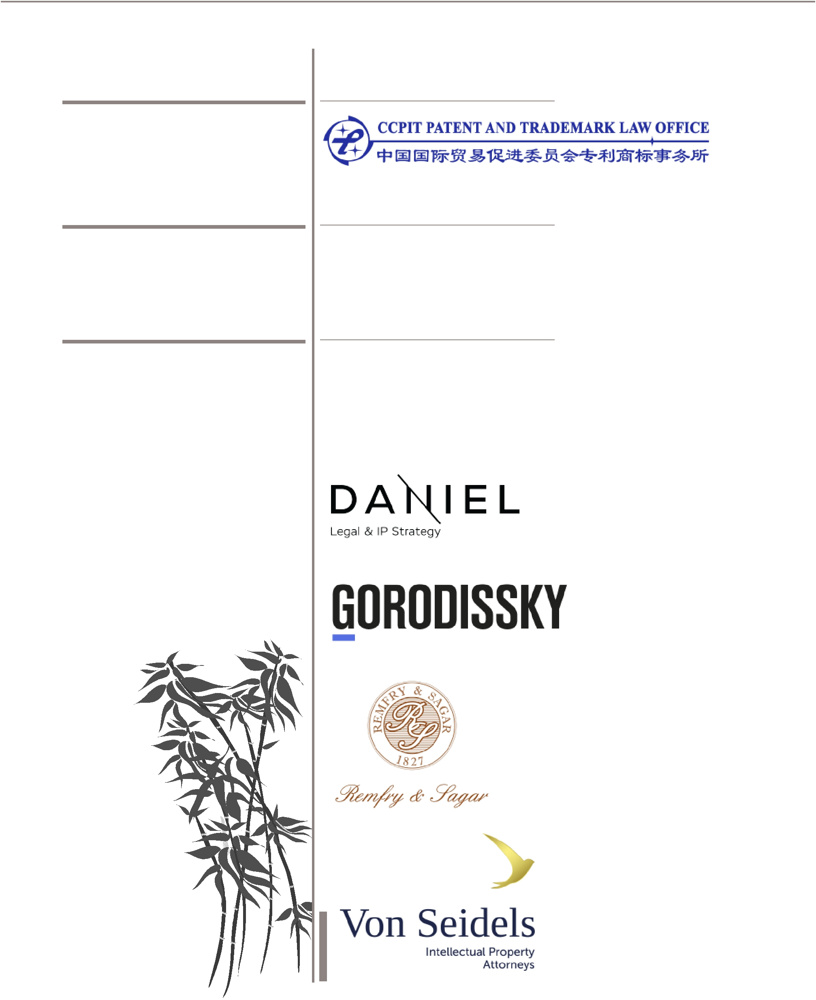 CCPIT PATENT AND TRADEMARK LAW OFFICE
中国国际贸易促进委员会专利商标事务所
DANIEL
Legal & IP Strategy
GORODISSKY
REMFRY & SAGAR
RS
1827
Remfry & Sagar
Von Seidels
Intellectual Property
Attorneys